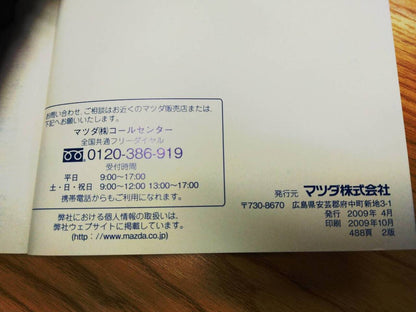 お問い合わせ、ご相談はお近くのマツダ販売店または、
下記へお願いいたします。
マツダ(株)コールセンター
全国共通フリーダイヤル
0120-386-919
受付時間
平日 9:00〜17:00
土・日・祝日 9:00〜12:00 13:00〜17:00
携帯電話からもご利用になれます。
弊社における個人情報の取扱いは、
弊社ウェブサイトに掲載しています。
(http://www.mazda.co.jp)
発行元 マツダ株式会社
〒730-8670 広島県安芸郡府中町新地3-1
発行 2009年 4月
印刷 2009年10月
488頁 2版